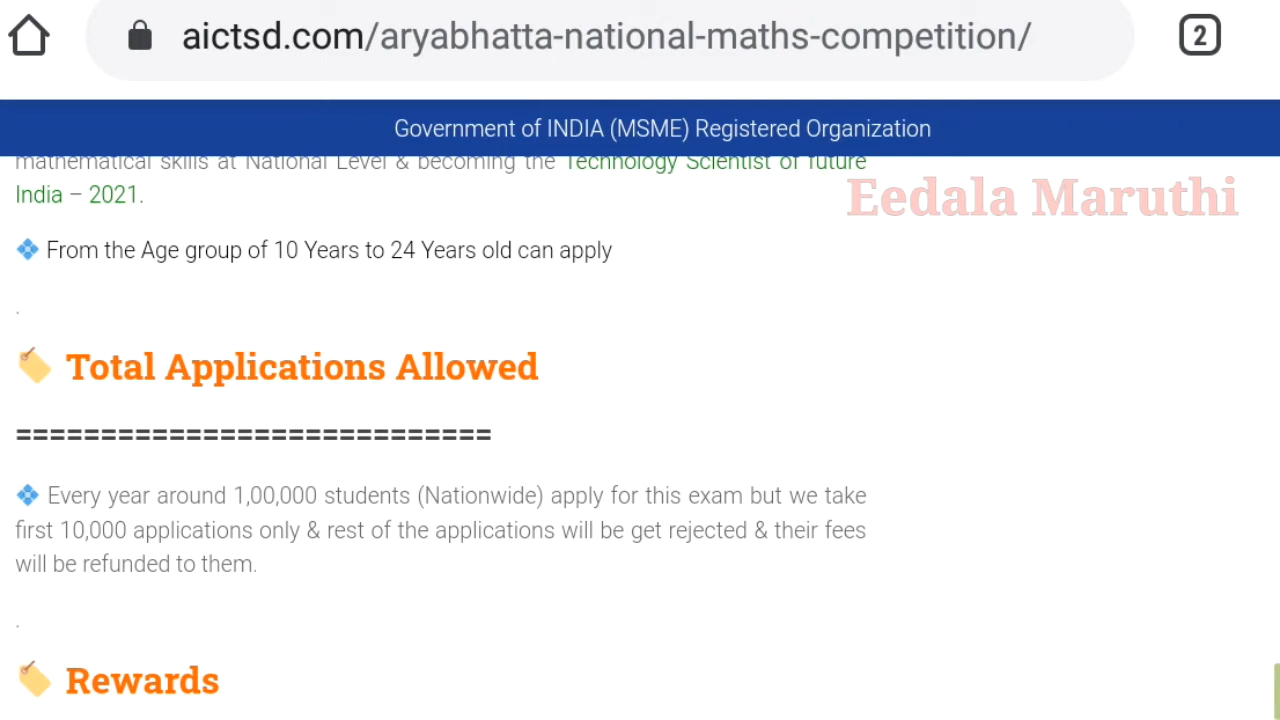 aictsd.com/aryabhatta-national-maths-competition/
2
Government of INDIA (MSME) Registered Organization
mathematical skills at National Level & becoming the Technology Scientist of future
India – 2021.
Eedala Maruthi
From the Age group of 10 Years to 24 Years old can apply
.
Total Applications Allowed
============================
Every year around 1,00,000 students (Nationwide) apply for this exam but we take
first 10,000 applications only & rest of the applications will be get rejected & their fees
will be refunded to them.
.
Rewards